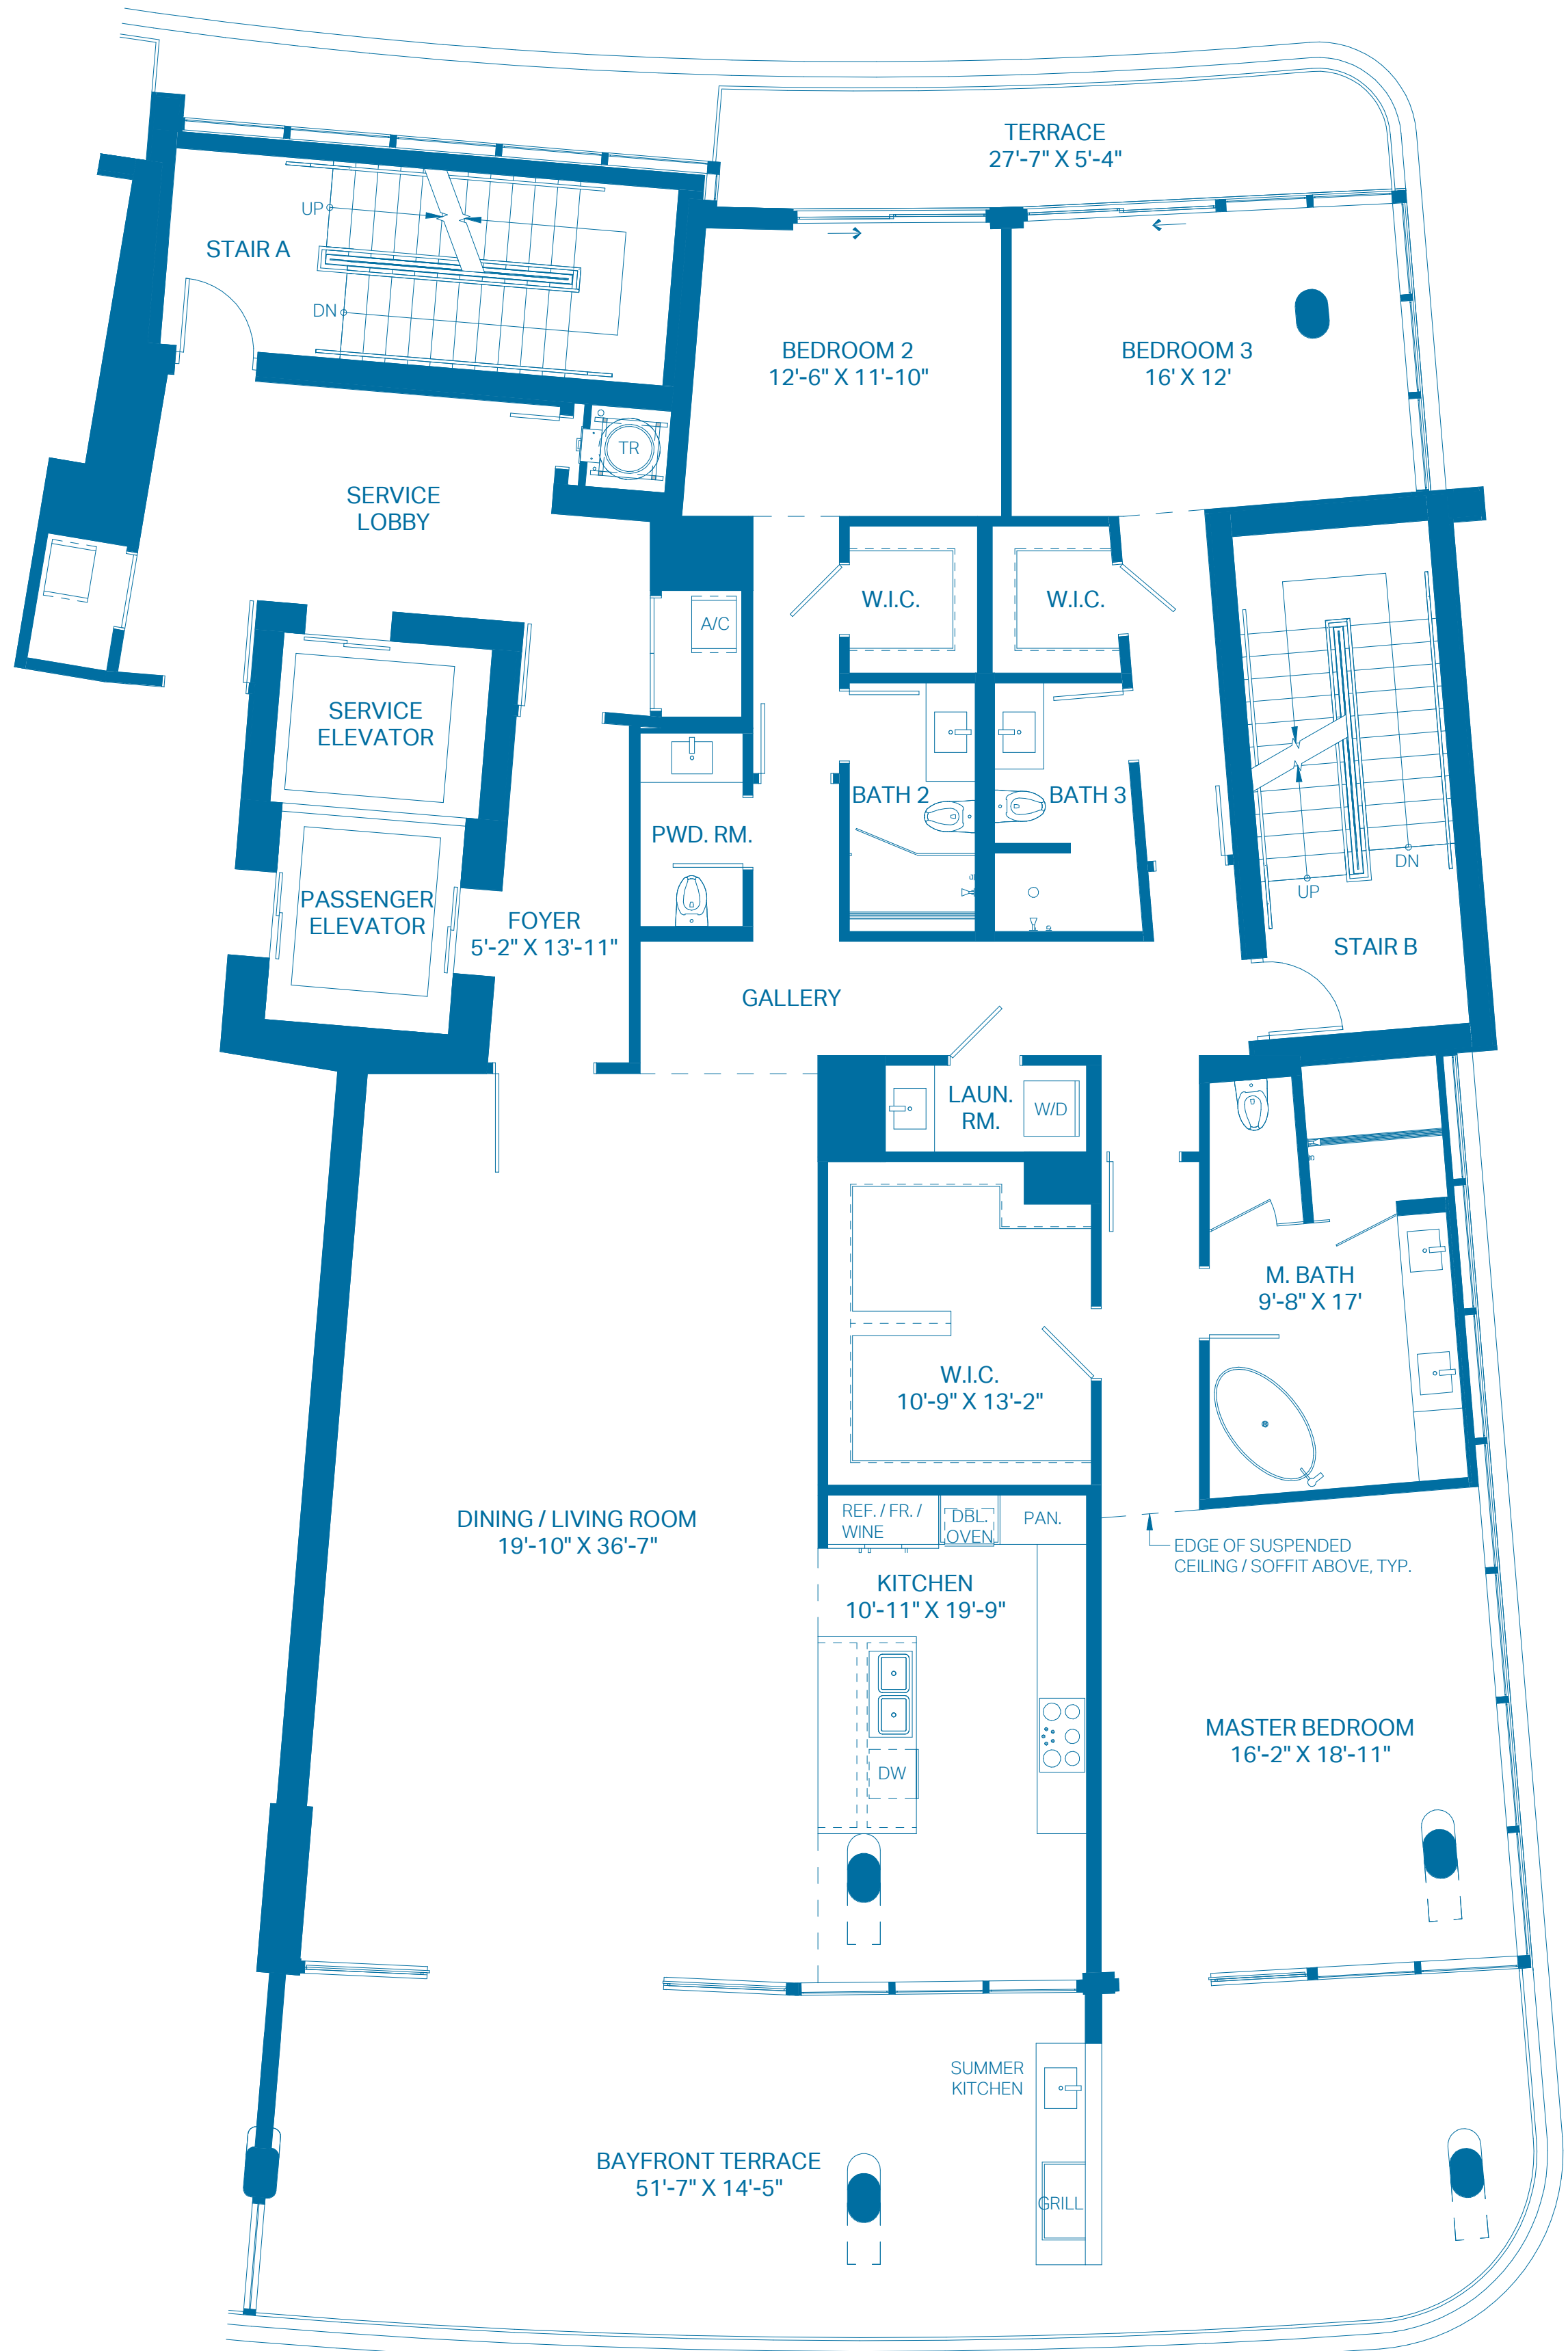 TERRACE
27'-7" X 5'-4"
UP
STAIR A
DN
BEDROOM 2
12'-6" X 11'-10"
BEDROOM 3
16' X 12'
TR
SERVICE
LOBBY
W.I.C.
W.I.C.
A/C
SERVICE
ELEVATOR
BATH 2
BATH 3
PWD. RM.
DN
UP
PASSENGER
ELEVATOR
FOYER
5'-2" X 13'-11"
STAIR B
GALLERY
LAUN.
RM.
W/D
M. BATH
9'-8" X 17'
W.I.C.
10'-9" X 13'-2"
DINING / LIVING ROOM
19'-10" X 36'-7"
REF. / FR. /
WINE
DBL.
OVEN
PAN.
EDGE OF SUSPENDED
CEILING / SOFFIT ABOVE, TYP.
KITCHEN
10'-11" X 19'-9"
DW
MASTER BEDROOM
16'-2" X 18'-11"
SUMMER
KITCHEN
BAYFRONT TERRACE
51'-7" X 14'-5"
GRILL